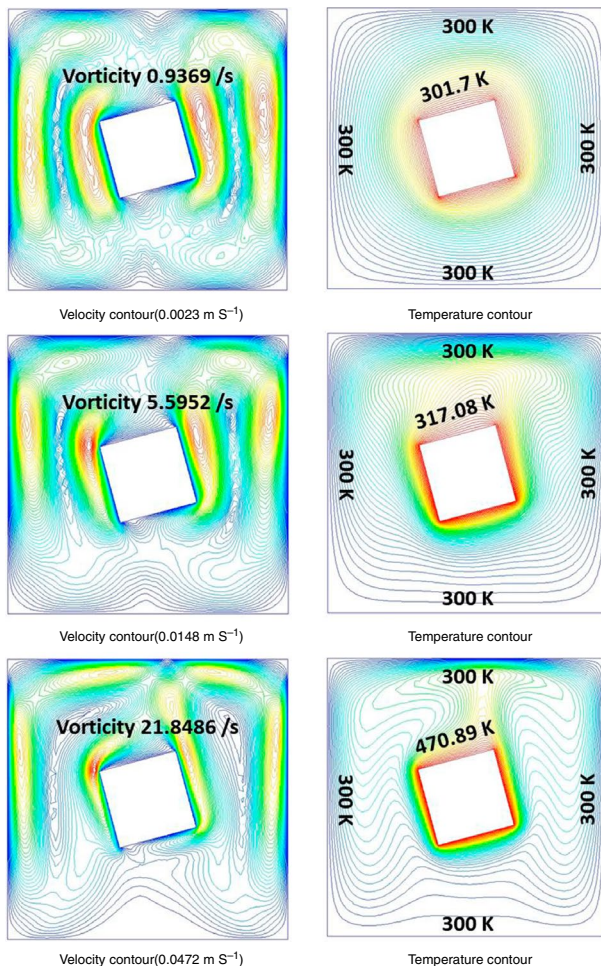 Vorticity 0.9369 /s
300 K
301.7 K
300 K
300 K
300 K
Velocity contour(0.0023 m S⁻¹)
Temperature contour
Vorticity 5.5952 /s
300 K
317.08 K
300 K
300 K
300 K
Velocity contour(0.0148 m S⁻¹)
Temperature contour
Vorticity 21.8486 /s
300 K
470.89 K
300 K
300 K
300 K
Velocity contour(0.0472 m S⁻¹)
Temperature contour